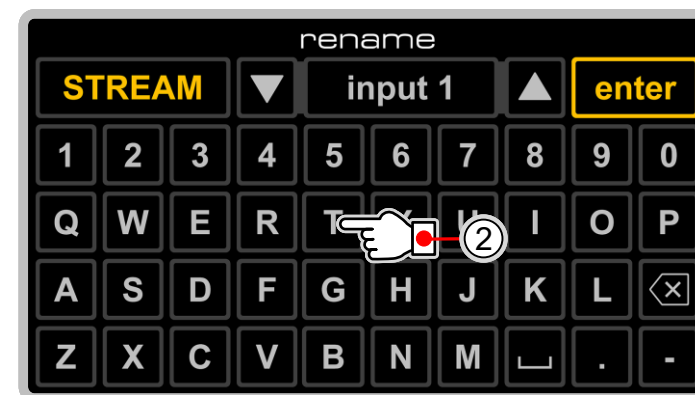 rename
STREAM ▼ input 1 ▲ enter
1 2 3 4 5 6 7 8 9 0
Q W E R T U I O P
2
A S D F G H J K L
Z X C V B N M . -